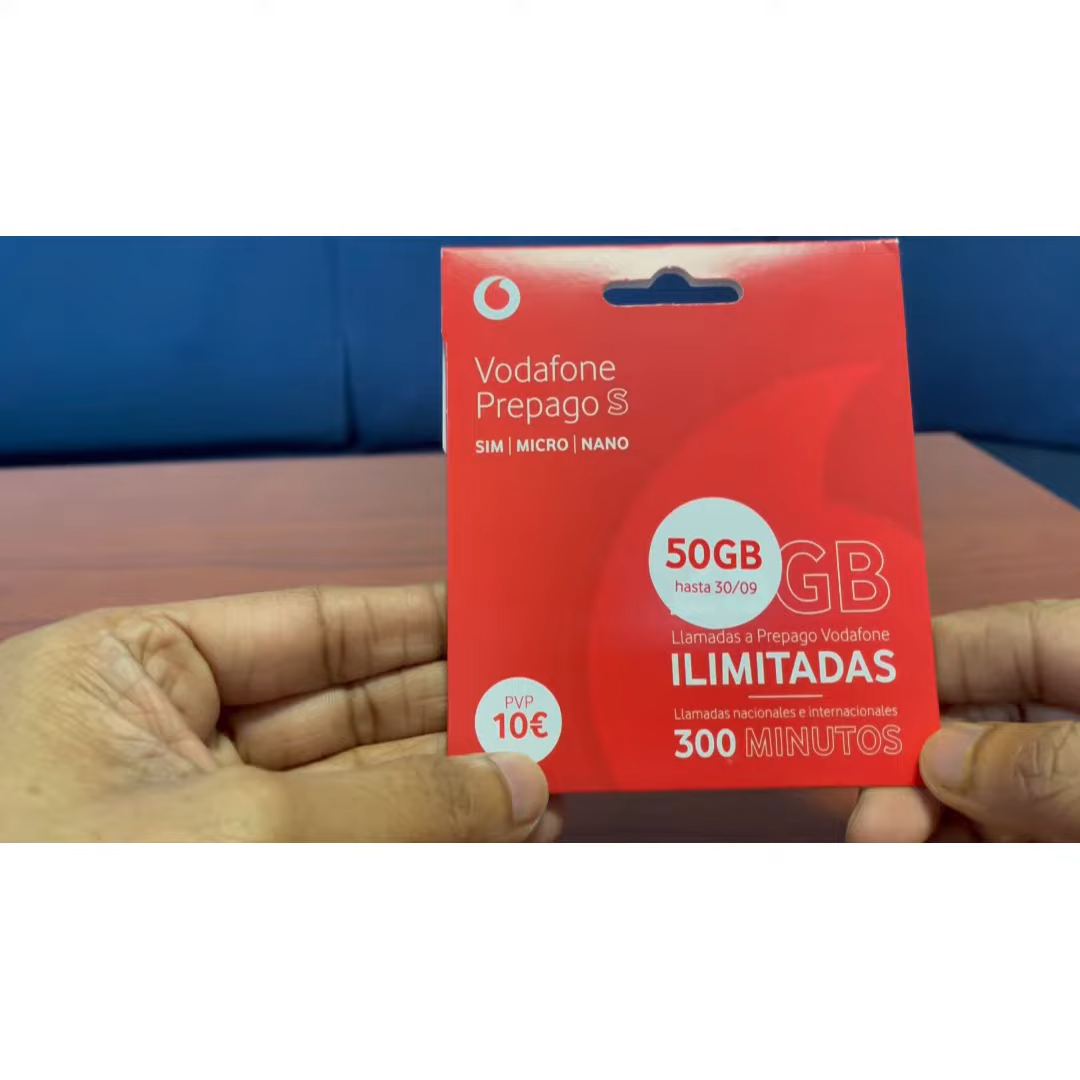 Vodafone
Prepago S
SIM | MICRO | NANO
50GB
hasta 30/09
GB
Llamadas a Prepago Vodafone
ILIMITADAS
Llamadas nacionales e internacionales
300 MINUTOS
PVP
10€